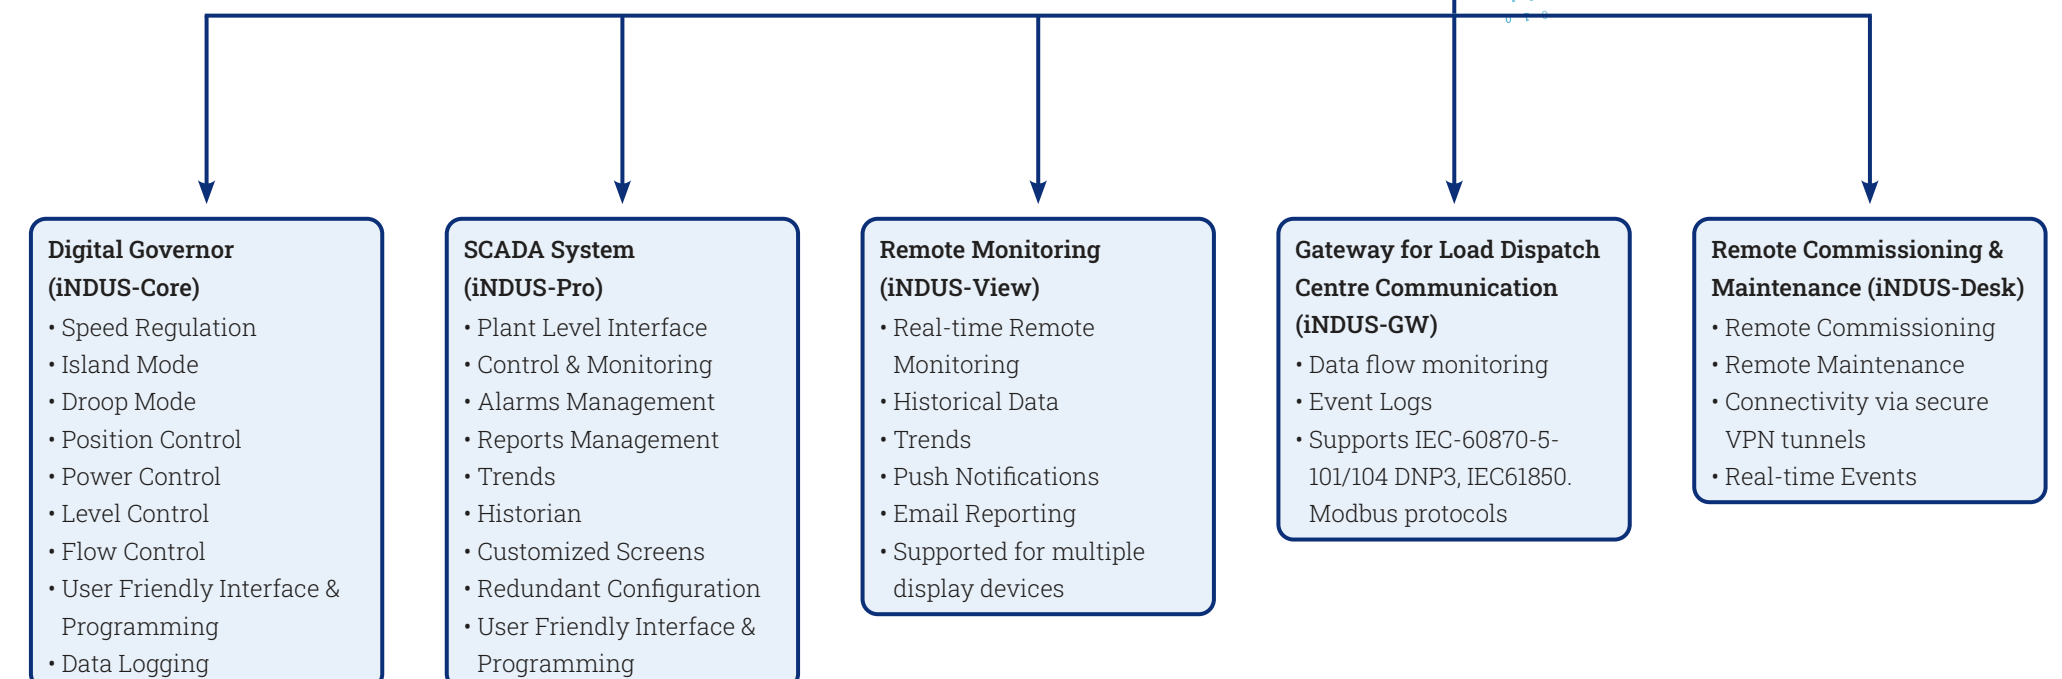 Digital Governor
(iNDUS-Core)
• Speed Regulation
• Island Mode
• Droop Mode
• Position Control
• Power Control
• Level Control
• Flow Control
• User Friendly Interface &
Programming
• Data Logging
SCADA System
(iNDUS-Pro)
• Plant Level Interface
• Control & Monitoring
• Alarms Management
• Reports Management
• Trends
• Historian
• Customized Screens
• Redundant Configuration
• User Friendly Interface &
Programming
Remote Monitoring
(iNDUS-View)
• Real-time Remote
Monitoring
• Historical Data
• Trends
• Push Notifications
• Email Reporting
• Supported for multiple
display devices
Gateway for Load Dispatch
Centre Communication
(iNDUS-GW)
• Data flow monitoring
• Event Logs
• Supports IEC-60870-5-
101/104 DNP3, IEC61850.
Modbus protocols
Remote Commissioning &
Maintenance (iNDUS-Desk)
• Remote Commissioning
• Remote Maintenance
• Connectivity via secure
VPN tunnels
• Real-time Events